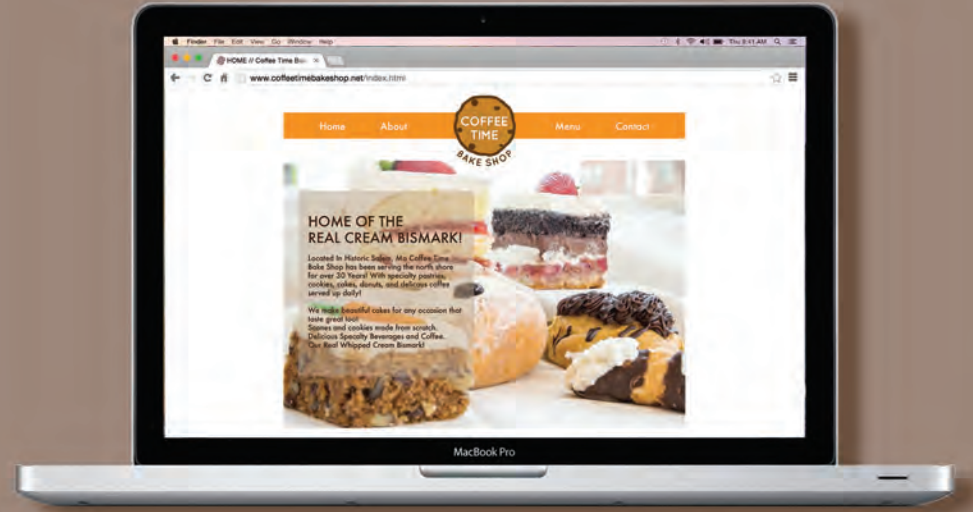 Finder File Edit View Go Window Help
Thu 9:41 AM
HOME // Coffee Time Bak
www.coffeetimebakeshop.net/index.html
Home About COFFEE TIME BAKE SHOP Menu Contact
HOME OF THE
REAL CREAM BISMARK!
Located In Historic Salem, Ma Coffee Time
Bake Shop has been serving the north shore
for over 30 Years! With specialty pastries,
cookies, cakes, donuts, and delicious coffee
served up daily!
We make beautiful cakes for any occasion that
taste great too!
Scones and cookies made from scratch.
Delicious Specialty Beverages and Coffee.
Our Real Whipped Cream Bismark!
MacBook Pro